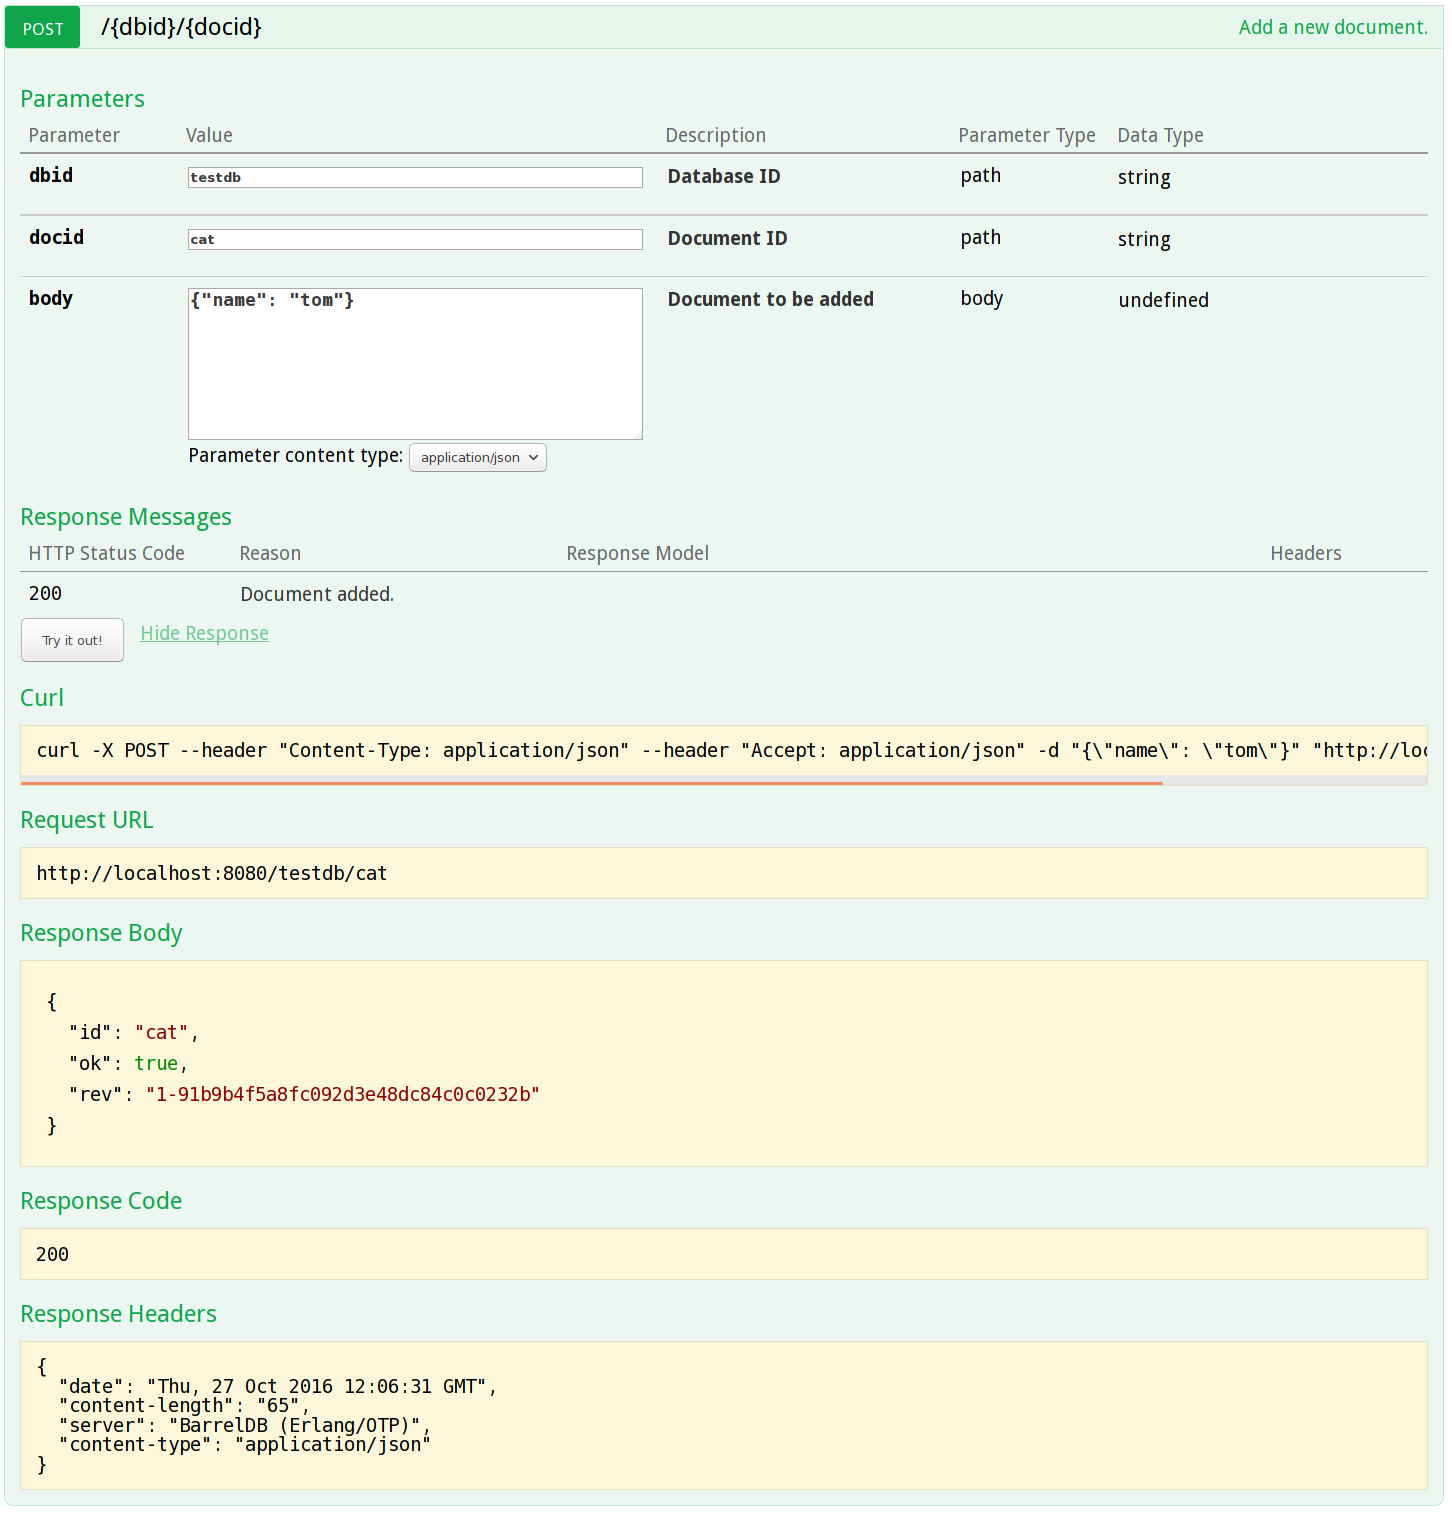 POST /{dbid}/{docid} Add a new document.
Parameters
Parameter Value Description Parameter Type Data Type
dbid testdb Database ID path string
docid cat Document ID path string
body {"name": "tom"} Document to be added body undefined
Parameter content type: application/json
Response Messages
HTTP Status Code Reason Response Model Headers
200 Document added.
Try it out! Hide Response
Curl
curl -X POST --header "Content-Type: application/json" --header "Accept: application/json" -d "{\"name\": \"tom\"}" "http://loc
Request URL
http://localhost:8080/testdb/cat
Response Body
{
"id": "cat",
"ok": true,
"rev": "1-91b9b4f5a8fc092d3e48dc84c0c0232b"
}
Response Code
200
Response Headers
{
"date": "Thu, 27 Oct 2016 12:06:31 GMT",
"content-length": "65",
"server": "BarrelDB (Erlang/OTP)",
"content-type": "application/json"
}